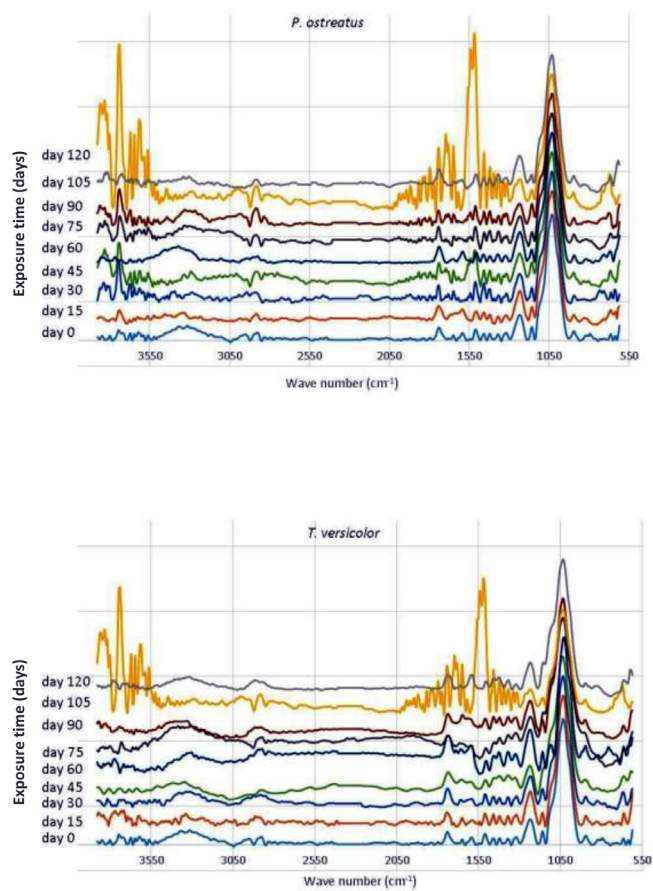 P. ostreatus
Exposure time (days)
day 120
day 105
day 90
day 75
day 60
day 45
day 30
day 15
day 0
3550 3050 2550 2050 1550 1050 550
Wave number (cm-1)
T. versicolor
Exposure time (days)
day 120
day 105
day 90
day 75
day 60
day 45
day 30
day 15
day 0
3550 3050 2550 2050 1550 1050 550
Wave number (cm-1)